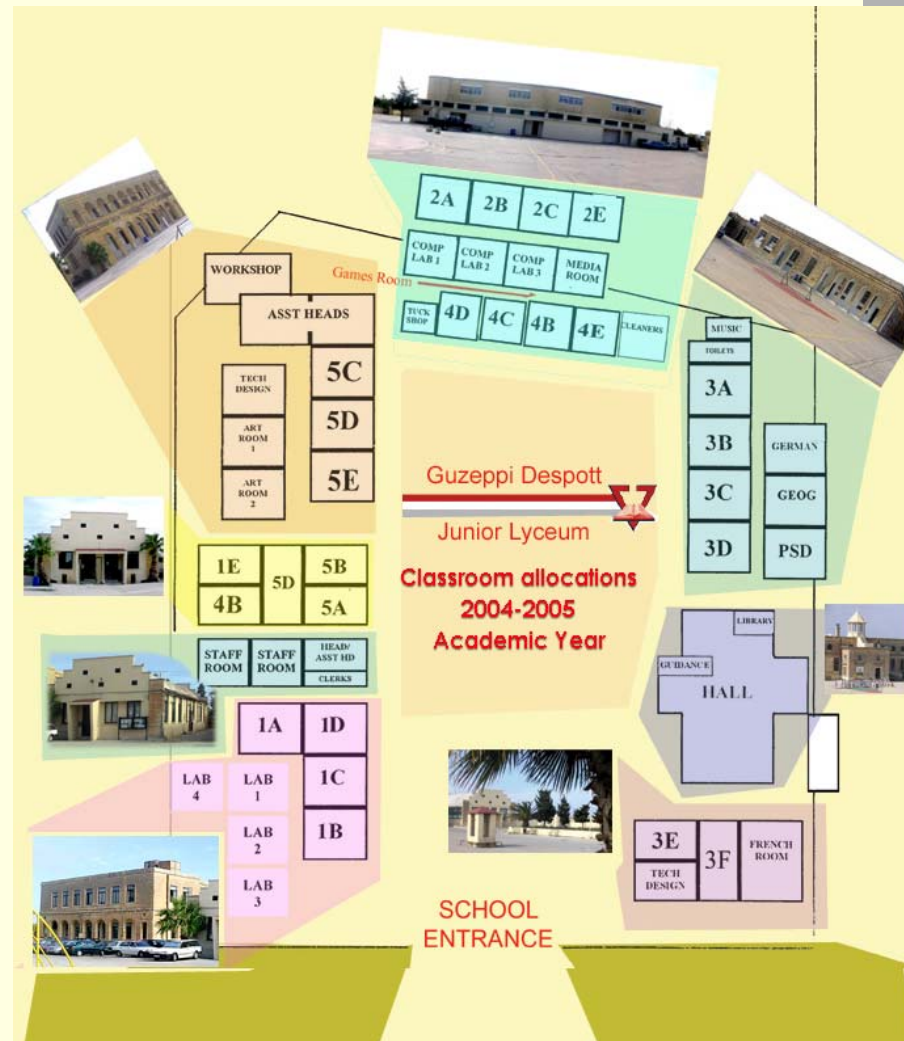 2A
2B
2C
2E
COMP
LAB 1
COMP
LAB 2
COMP
LAB 3
MEDIA
ROOM
Games Room
TUCK
SHOP
4D
4C
4B
4E
CLEANERS
WORKSHOP
ASST HEADS
5C
TECH
DESIGN
5D
ART
ROOM
1
5E
ART
ROOM
2
MUSIC
TOILETS
3A
3B
GERMAN
3C
GEOG
3D
PSD
Guzeppi Despott
Junior Lyceum
Classroom allocations
2004-2005
Academic Year
1E
5D
5B
4B
5A
STAFF
ROOM
STAFF
ROOM
HEAD/
ASST HD
CLERKS
LIBRARY
GUIDANCE
HALL
1A
1D
LAB
4
LAB
1
1C
LAB
2
1B
LAB
3
3E
3F
FRENCH
ROOM
TECH
DESIGN
SCHOOL
ENTRANCE